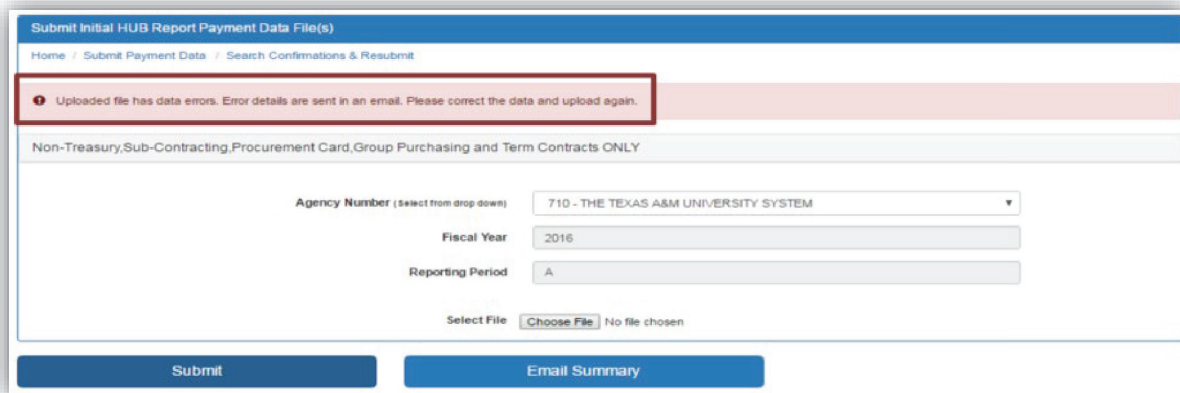 Submit Initial HUB Report Payment Data File(s)
Home / Submit Payment Data / Search Confirmations & Resubmit
Uploaded file has data errors. Error details are sent in an email. Please correct the data and upload again.
Non-Treasury,Sub-Contracting,Procurement Card,Group Purchasing and Term Contracts ONLY
Agency Number (Select from drop down) 710 - THE TEXAS A&M UNIVERSITY SYSTEM
Fiscal Year 2016
Reporting Period A
Select File Choose File No file chosen
Submit Email Summary